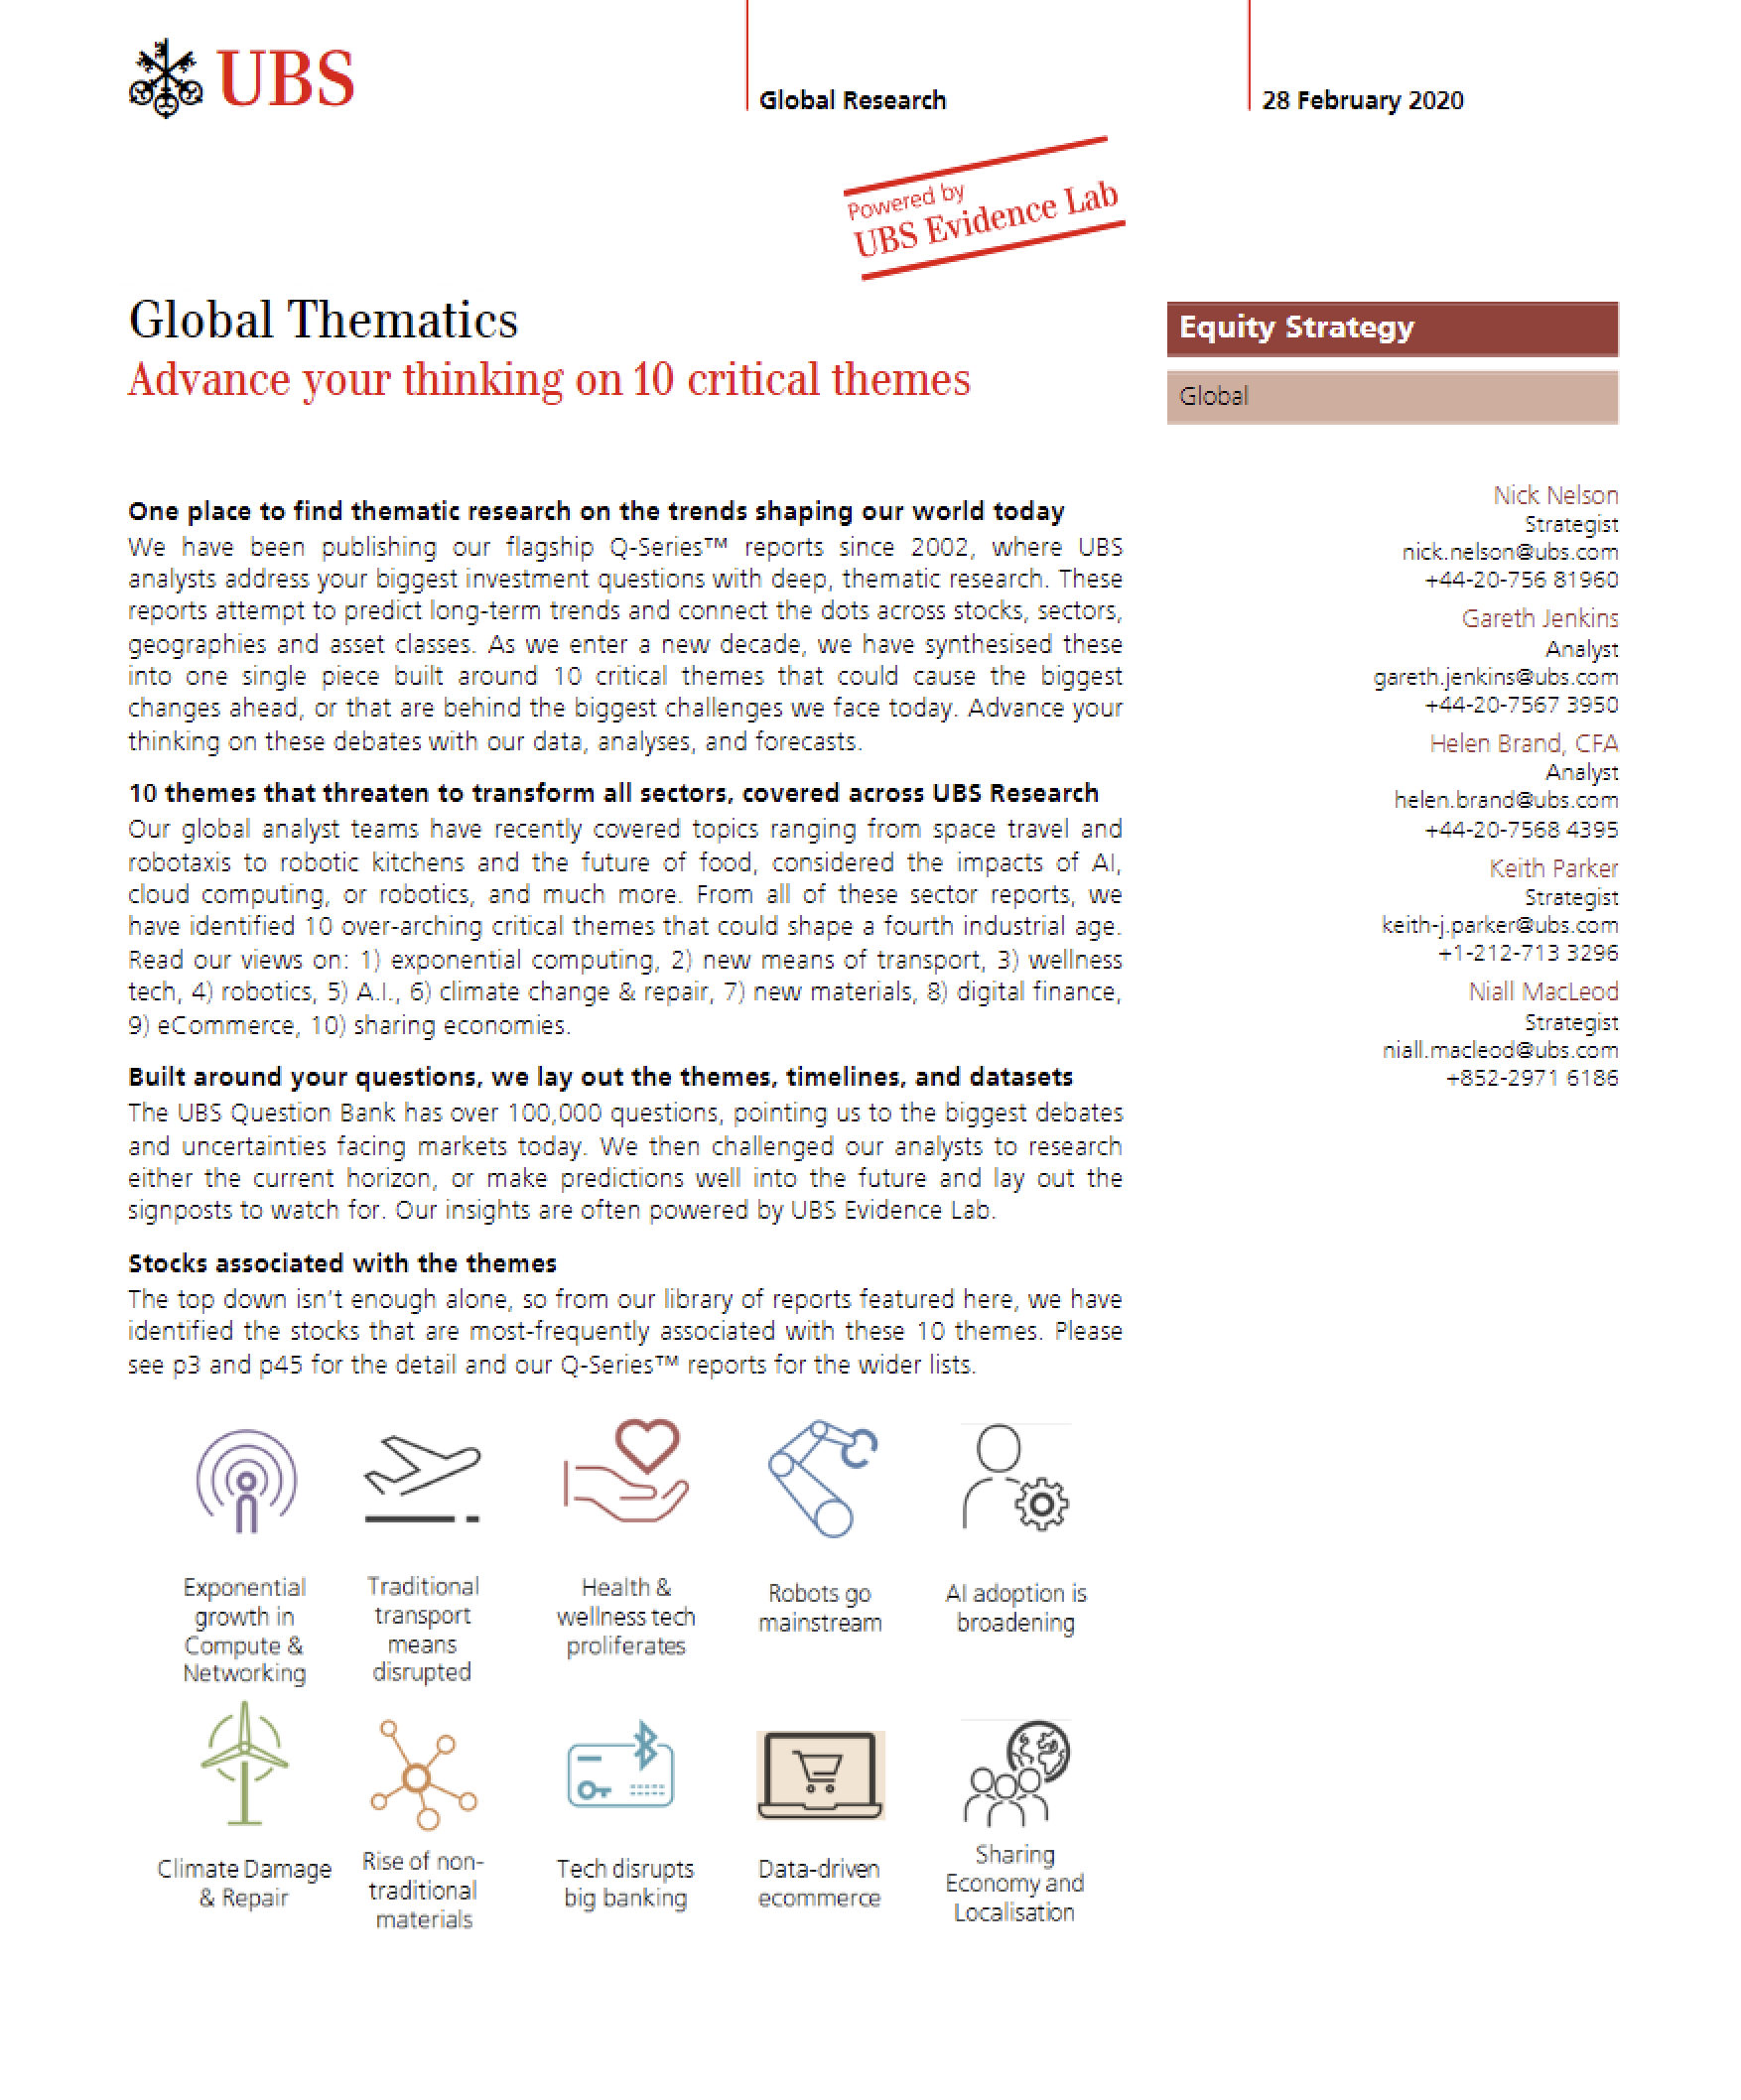 UBS
Global Research
28 February 2020
Powered by
UBS Evidence Lab
Global Thematics
Advance your thinking on 10 critical themes
Equity Strategy
Global
One place to find thematic research on the trends shaping our world today
We have been publishing our flagship Q-Series™ reports since 2002, where UBS
analysts address your biggest investment questions with deep, thematic research. These
reports attempt to predict long-term trends and connect the dots across stocks, sectors,
geographies and asset classes. As we enter a new decade, we have synthesised these
into one single piece built around 10 critical themes that could cause the biggest
changes ahead, or that are behind the biggest challenges we face today. Advance your
thinking on these debates with our data, analyses, and forecasts.
10 themes that threaten to transform all sectors, covered across UBS Research
Our global analyst teams have recently covered topics ranging from space travel and
robotaxis to robotic kitchens and the future of food, considered the impacts of AI,
cloud computing, or robotics, and much more. From all of these sector reports, we
have identified 10 over-arching critical themes that could shape a fourth industrial age.
Read our views on: 1) exponential computing, 2) new means of transport, 3) wellness
tech, 4) robotics, 5) A.I., 6) climate change & repair, 7) new materials, 8) digital finance,
9) eCommerce, 10) sharing economies.
Built around your questions, we lay out the themes, timelines, and datasets
The UBS Question Bank has over 100,000 questions, pointing us to the biggest debates
and uncertainties facing markets today. We then challenged our analysts to research
either the current horizon, or make predictions well into the future and lay out the
signposts to watch for. Our insights are often powered by UBS Evidence Lab.
Stocks associated with the themes
The top down isn't enough alone, so from our library of reports featured here, we have
identified the stocks that are most-frequently associated with these 10 themes. Please
see p3 and p45 for the detail and our Q-Series™ reports for the wider lists.
Nick Nelson
Strategist
nick.nelson@ubs.com
+44-20-756 81960
Gareth Jenkins
Analyst
gareth.jenkins@ubs.com
+44-20-7567 3950
Helen Brand, CFA
Analyst
helen.brand@ubs.com
+44-20-7568 4395
Keith Parker
Strategist
keith-j.parker@ubs.com
+1-212-713 3296
Niall MacLeod
Strategist
niall.macleod@ubs.com
+852-2971 6186
Exponential
growth in
Compute &
Networking
Traditional
transport
means
disrupted
Health &
wellness tech
proliferates
Robots go
mainstream
AI adoption is
broadening
Climate Damage
& Repair
Rise of non-
traditional
materials
Tech disrupts
big banking
Data-driven
ecommerce
Sharing
Economy and
Localisation